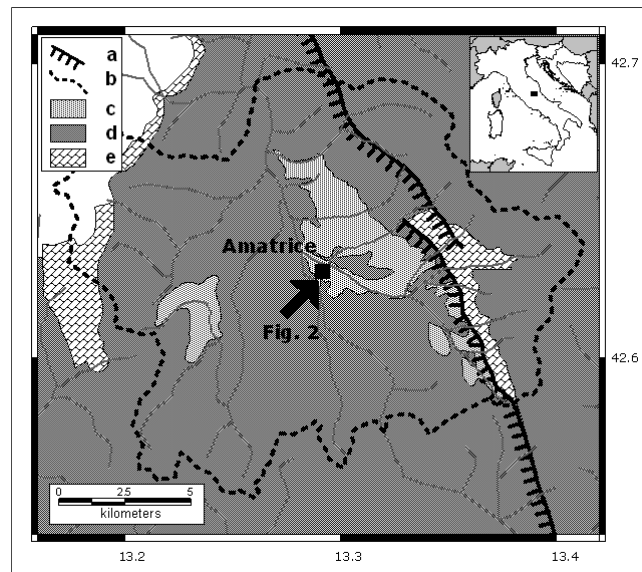 a
b
c
d
e
42.7
Amatrice
Fig. 2
42.6
0 2.5 5
kilometers
13.2 13.3 13.4